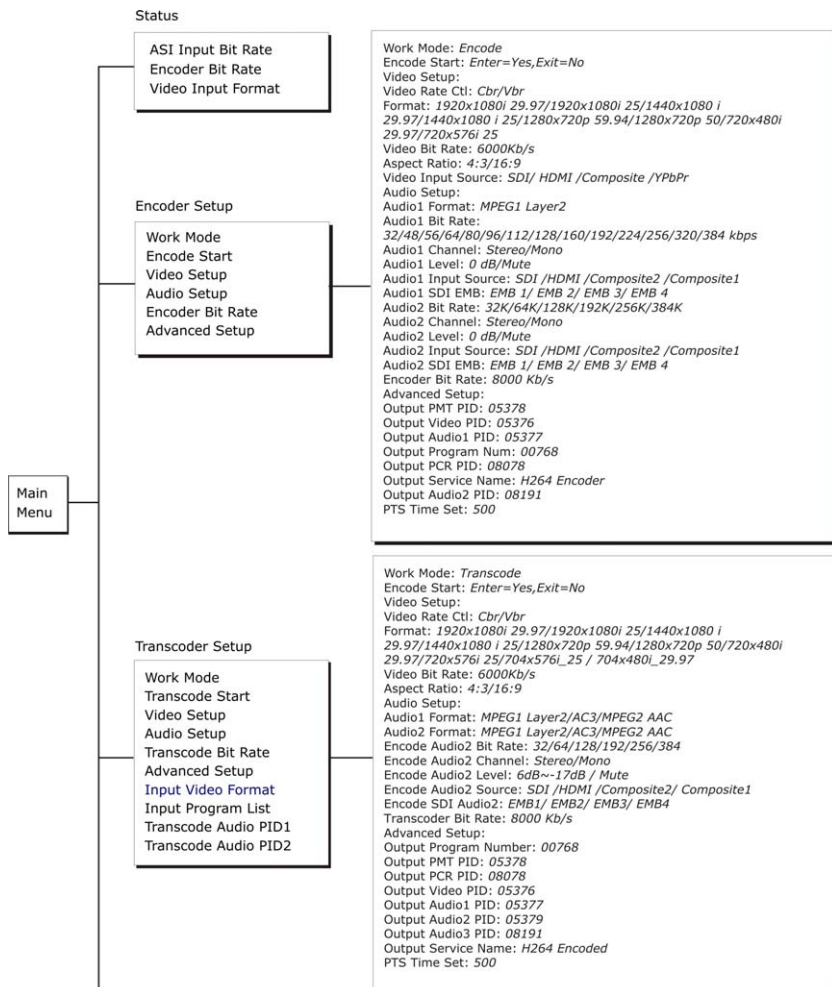 Status
ASI Input Bit Rate
Encoder Bit Rate
Video Input Format
Encoder Setup
Work Mode
Encode Start
Video Setup
Audio Setup
Encoder Bit Rate
Advanced Setup
Work Mode: Encode
Encode Start: Enter=Yes,Exit=No
Video Setup:
Video Rate Ctl: Cbr/Vbr
Format: 1920x1080i 29.97/1920x1080i 25/1440x1080 i
29.97/1440x1080 i 25/1280x720p 59.94/1280x720p 50/720x480i
29.97/720x576i 25
Video Bit Rate: 6000Kb/s
Aspect Ratio: 4:3/16:9
Video Input Source: SDI/ HDMI /Composite /YPbPr
Audio Setup:
Audio1 Format: MPEG1 Layer2
Audio1 Bit Rate:
32/48/56/64/80/96/112/128/160/192/224/256/320/384 kbps
Audio1 Channel: Stereo/Mono
Audio1 Level: 0 dB/Mute
Audio1 Input Source: SDI /HDMI /Composite2 /Composite1
Audio1 SDI EMB: EMB 1/ EMB 2/ EMB 3/ EMB 4
Audio2 Bit Rate: 32K/64K/128K/192K/256K/384K
Audio2 Channel: Stereo/Mono
Audio2 Level: 0 dB/Mute
Audio2 Input Source: SDI /HDMI /Composite2 /Composite1
Audio2 SDI EMB: EMB 1/ EMB 2/ EMB 3/ EMB 4
Encoder Bit Rate: 8000 Kb/s
Advanced Setup:
Output PMT PID: 05378
Output Video PID: 05376
Output Audio1 PID: 05377
Output Program Num: 00768
Output PCR PID: 08078
Output Service Name: H264 Encoder
Output Audio2 PID: 08191
PTS Time Set: 500
Main
Menu
Transcoder Setup
Work Mode
Transcode Start
Video Setup
Audio Setup
Transcode Bit Rate
Advanced Setup
Input Video Format
Input Program List
Transcode Audio PID1
Transcode Audio PID2
Work Mode: Transcode
Encode Start: Enter=Yes,Exit=No
Video Setup:
Video Rate Ctl: Cbr/Vbr
Format: 1920x1080i 29.97/1920x1080i 25/1440x1080 i
29.97/1440x1080 i 25/1280x720p 59.94/1280x720p 50/720x480i
29.97/720x576i 25/704x576i_25 / 704x480i_29.97
Video Bit Rate: 6000Kb/s
Aspect Ratio: 4:3/16:9
Audio Setup:
Audio1 Format: MPEG1 Layer2/AC3/MPEG2 AAC
Audio2 Format: MPEG1 Layer2/AC3/MPEG2 AAC
Encode Audio2 Bit Rate: 32/64/128/192/256/384
Encode Audio2 Channel: Stereo/Mono
Encode Audio2 Level: 6dB~-17dB / Mute
Encode Audio2 Source: SDI /HDMI /Composite2/ Composite1
Encode SDI Audio2: EMB1/ EMB2/ EMB3/ EMB4
Transcoder Bit Rate: 8000 Kb/s
Advanced Setup:
Output Program Number: 00768
Output PMT PID: 05378
Output PCR PID: 08078
Output Video PID: 05376
Output Audio1 PID: 05377
Output Audio2 PID: 05379
Output Audio3 PID: 08191
Output Service Name: H264 Encoded
PTS Time Set: 500